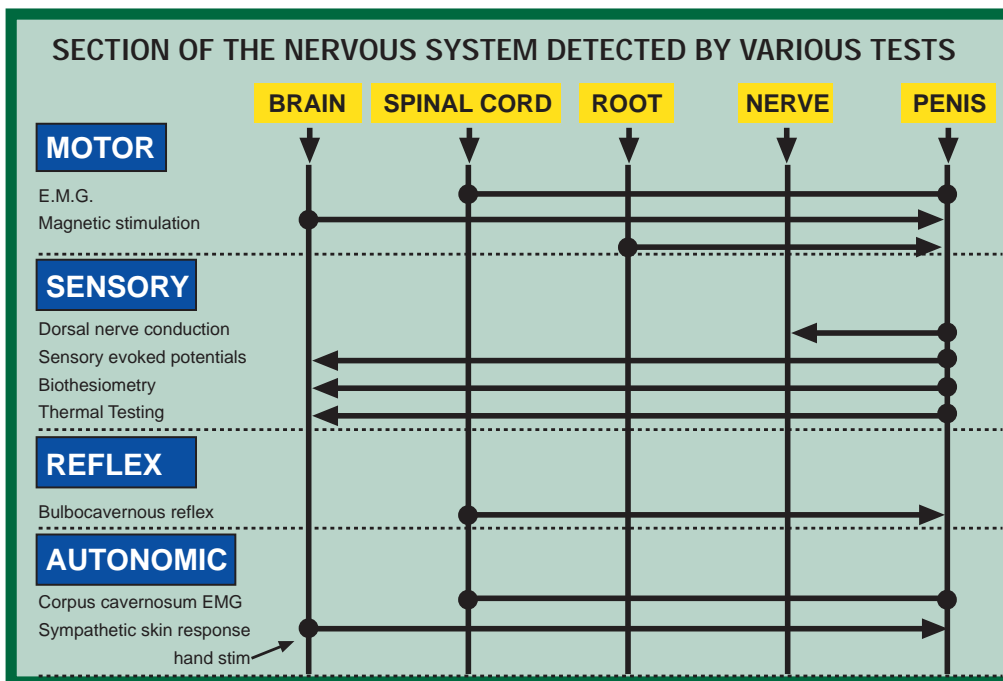 SECTION OF THE NERVOUS SYSTEM DETECTED BY VARIOUS TESTS
BRAIN SPINAL CORD ROOT NERVE PENIS
MOTOR
E.M.G.
Magnetic stimulation
SENSORY
Dorsal nerve conduction
Sensory evoked potentials
Biothesiometry
Thermal Testing
REFLEX
Bulbocavernous reflex
AUTONOMIC
Corpus cavernosum EMG
Sympathetic skin response
hand stim